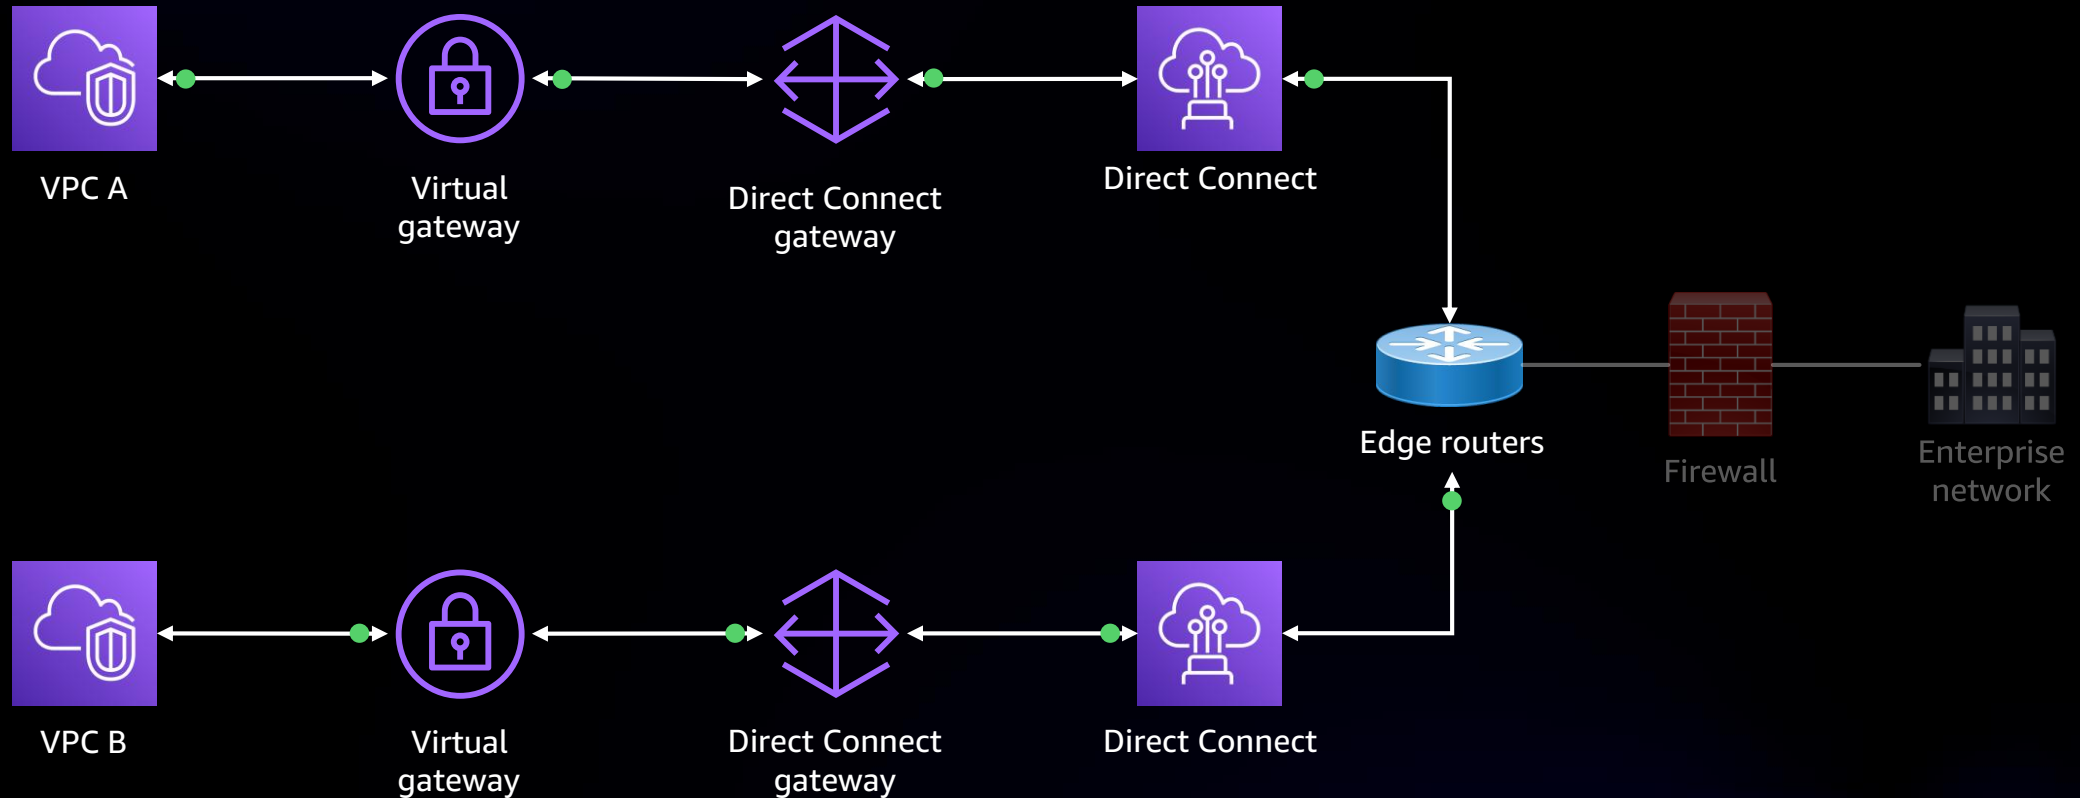 VPC A
Virtual
gateway
Direct Connect
gateway
Direct Connect
Edge routers
Firewall
Enterprise
network
VPC B
Virtual
gateway
Direct Connect
gateway
Direct Connect